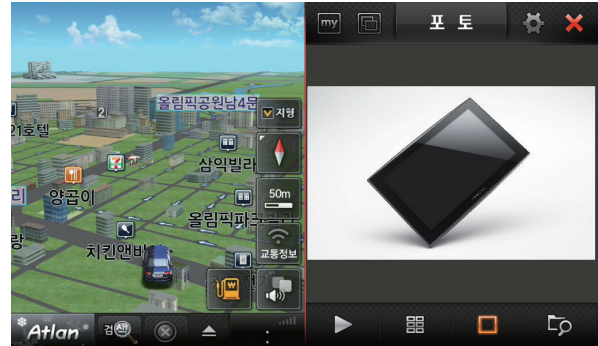 올림픽공원남4문
지형
2
21호텔
삼익빌라
리
양곱이
50m
올림픽파크
랑
치킨앤비
교통정보
Atlan
검색
my
포토